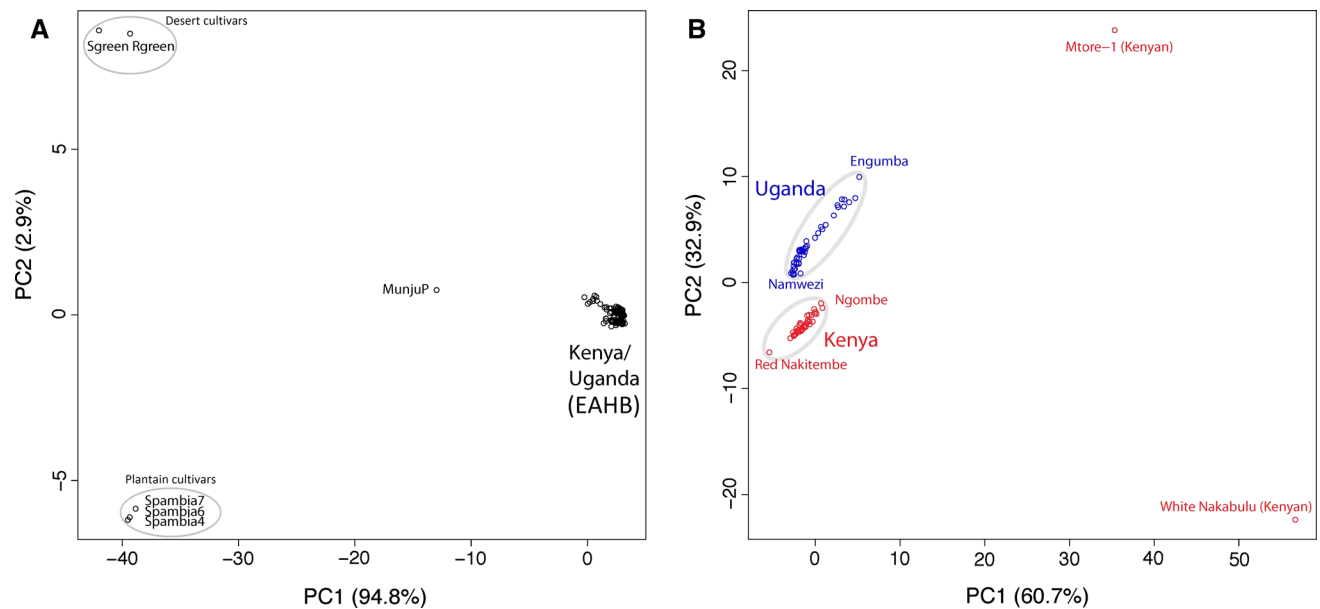 A
Desert cultivars
Sgreen Rgreen
MunjuP
Kenya/
Uganda
(EAHB)
Plantain cultivars
Spambia7
Spambia6
Spambia4
5
0
−5
PC2 (2.9%)
−40
−30
−20
−10
0
PC1 (94.8%)
B
Mtore−1 (Kenyan)
Engumba
Uganda
Namwezi
Ngombe
Kenya
Red Nakitembe
White Nakabulu (Kenyan)
20
10
0
−10
−20
PC2 (32.9%)
0
10
20
30
40
50
PC1 (60.7%)